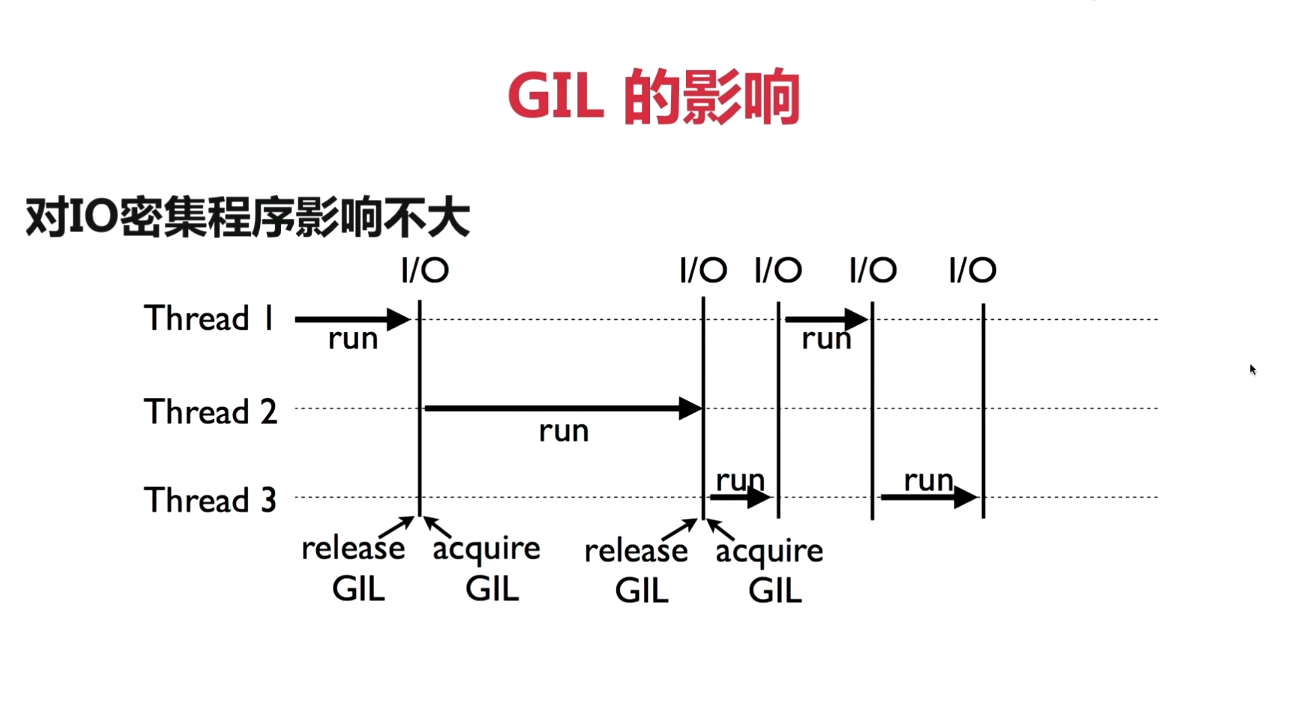 GIL 的影响
对IO密集程序影响不大
I/O I/O I/O I/O I/O
Thread 1
run run
Thread 2
run
run run
Thread 3
release acquire release acquire
GIL GIL GIL GIL